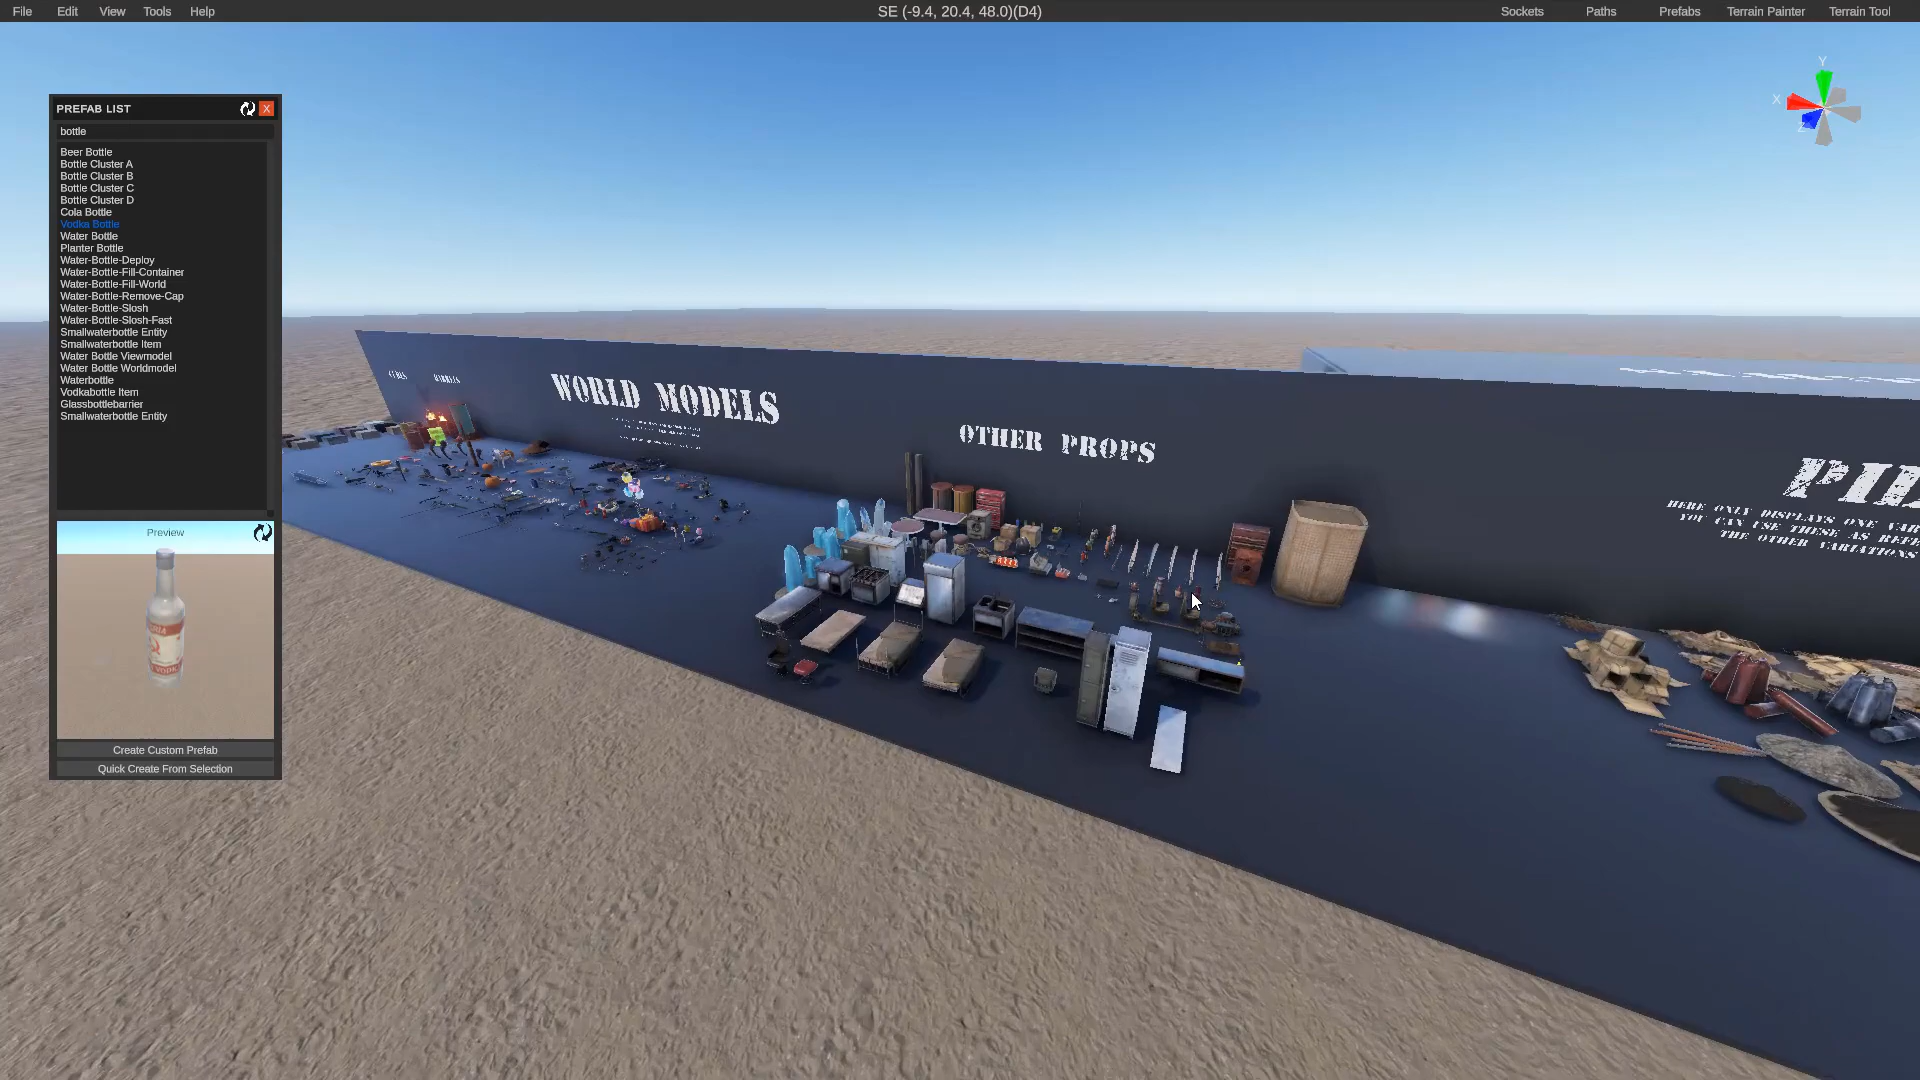 File Edit View Tools Help
SE (-9.4, 20.4, 48.0)(D4)
Sockets Paths Prefabs Terrain Painter Terrain Tool
PREFAB LIST
X
bottle
Beer Bottle
Bottle Cluster A
Bottle Cluster B
Bottle Cluster C
Bottle Cluster D
Cola Bottle
Vodka Bottle
Water Bottle
Planter Bottle
Water-Bottle-Deploy
Water-Bottle-Fill-Container
Water-Bottle-Fill-World
Water-Bottle-Remove-Cap
Water-Bottle-Slosh
Water-Bottle-Slosh-Fast
Smallwaterbottle Entity
Smallwaterbottle Item
Water Bottle Viewmodel
Water Bottle Worldmodel
Waterbottle
Vodkabottle Item
Glassbottlebarrier
Smallwaterbottle Entity
Preview
VODK
Create Custom Prefab
Quick Create From Selection
Y
X
Z
BARRELS
WORLD MODELS
OTHER PROPS
HERE ONLY DISPLAYS ONE VAR
YOU CAN USE THESE AS REFE
THE OTHER VARIATIONS